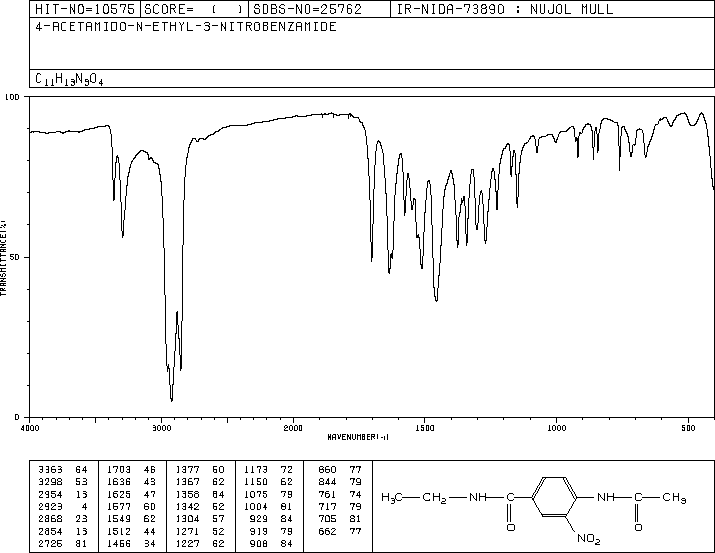 HIT-NO=10575 SCORE= ( ) SDBS-NO=25762 IR-NIDA-73890 : NUJOL MULL
4-ACETAMIDO-N-ETHYL-3-NITROBENZAMIDE
C11H13N3O4
100
50
0
TRANSMITTANCE(%)
4000 3000 2000 1500 1000 500
WAVENUMBER(-1)
3363 64 1703 46 1377 50 1173 72 860 77
3298 53 1636 43 1367 62 1150 62 844 79
2954 13 1625 47 1358 64 1075 79 761 74
2923 4 1577 60 1342 52 1004 81 717 79
2868 23 1549 62 1304 57 929 84 705 81
2854 13 1512 44 1271 52 919 79 662 77
2726 81 1456 34 1227 62 908 84
H3C CH2 NH C NH C CH3
O NO2 O